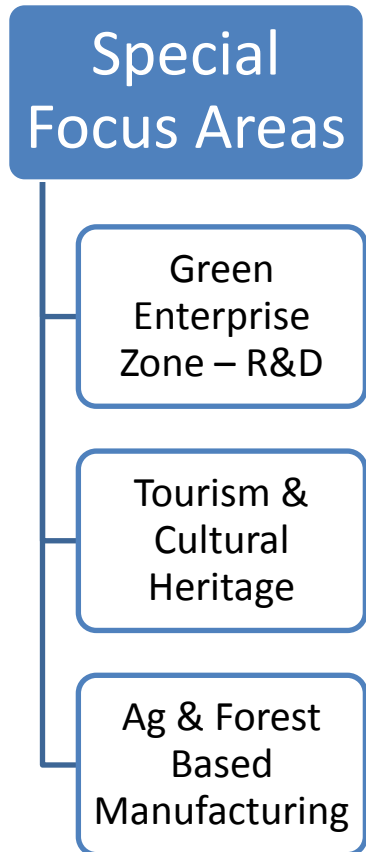 Special
Focus Areas
Green
Enterprise
Zone – R&D
Tourism &
Cultural
Heritage
Ag & Forest
Based
Manufacturing